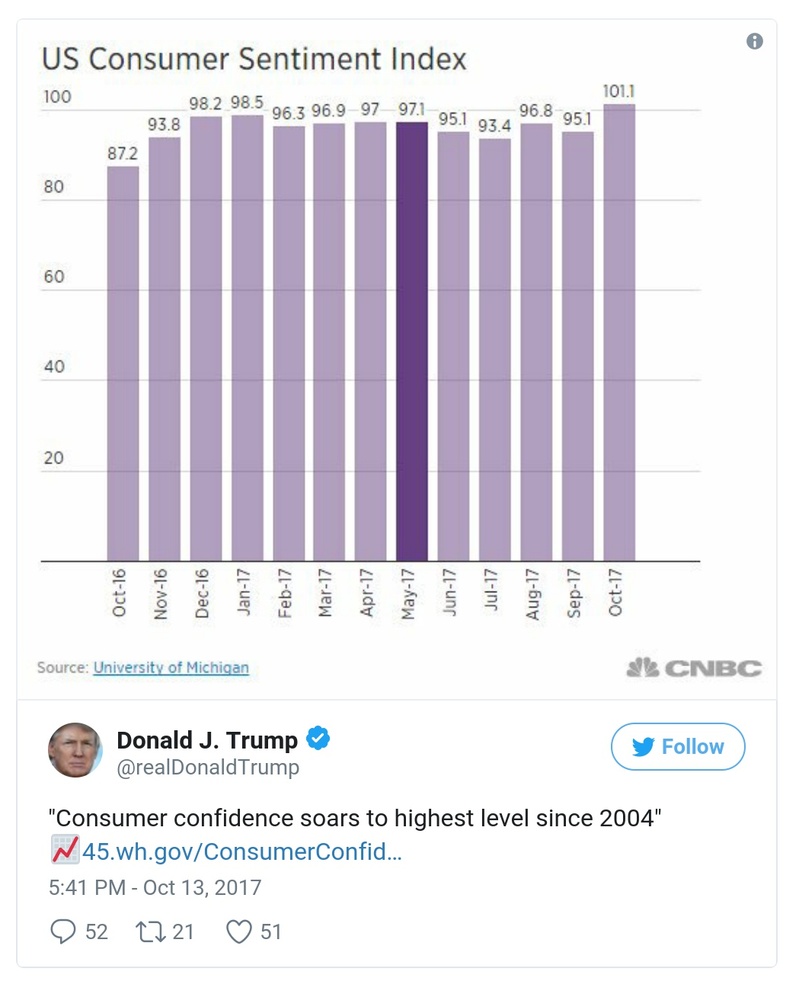 US Consumer Sentiment Index
100
80
60
40
20
87.2
93.8
98.2
98.5
96.3
96.9
97
97.1
95.1
93.4
96.8
95.1
101.1
Oct-16
Nov-16
Dec-16
Jan-17
Feb-17
Mar-17
Apr-17
May-17
Jun-17
Jul-17
Aug-17
Sep-17
Oct-17
Source: University of Michigan
CNBC
Donald J. Trump
@realDonaldTrump
Follow
"Consumer confidence soars to highest level since 2004"
📈45.wh.gov/ConsumerConfid…
5:41 PM - Oct 13, 2017
52 21 51